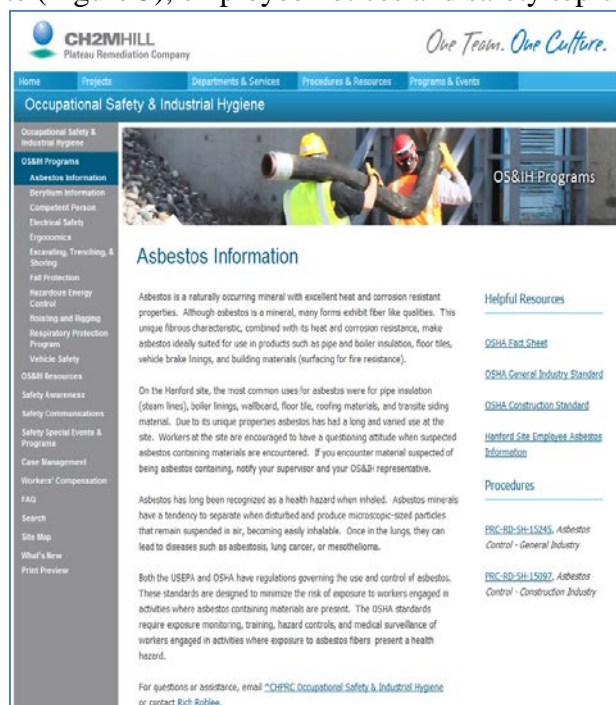 CH2MHILL
Plateau Remediation Company
One Team. One Culture.
Home Projects Departments & Services Procedures & Resources Programs & Events
Occupational Safety & Industrial Hygiene
Occupational Safety &
Industrial Hygiene
OS&IH Programs
Asbestos Information
Beryllium Information
Competent Person
Electrical Safety
Ergonomics
Excavating, Trenching, &
Shoring
Fall Protection
Hazardous Energy
Control
Hoisting and Rigging
Respiratory Protection
Program
Vehicle Safety
OS&IH Resources
Safety Awareness
Safety Communications
Safety Special Events &
Programs
Case Management
Workers' Compensation
FAQ
Search
Site Map
What's New
Print Preview
OS&IH Programs
Asbestos Information
Asbestos is a naturally occurring mineral with excellent heat and corrosion resistant
properties. Although asbestos is a mineral, many forms exhibit fiber like qualities. This
unique fibrous characteristic, combined with its heat and corrosion resistance, make
asbestos ideally suited for use in products such as pipe and boiler insulation, floor tiles,
vehicle brake linings, and building materials (surfacing for fire resistance).
On the Hanford site, the most common uses for asbestos were for pipe insulation
(steam lines), boiler linings, wallboard, floor tile, roofing materials, and transite siding
material. Due to its unique properties asbestos has had a long and varied use at the
site. Workers at the site are encouraged to have a questioning attitude when suspected
asbestos containing materials are encountered. If you encounter material suspected of
being asbestos containing, notify your supervisor and your OS&IH representative.
Asbestos has long been recognized as a health hazard when inhaled. Asbestos minerals
have a tendency to separate when disturbed and produce microscopic-sized particles
that remain suspended in air, becoming easily inhalable. Once in the lungs, they can
lead to diseases such as asbestosis, lung cancer, or mesothelioma.
Both the USEPA and OSHA have regulations governing the use and control of asbestos.
These standards are designed to minimize the risk of exposure to workers engaged in
activities where asbestos containing materials are present. The OSHA standards
require exposure monitoring, training, hazard controls, and medical surveillance of
workers engaged in activities where exposure to asbestos fibers present a health
hazard.
For questions or assistance, email ^CHPRC Occupational Safety & Industrial Hygiene
or contact Rich Roblee.
Helpful Resources
OSHA Fact Sheet
OSHA General Industry Standard
OSHA Construction Standard
Hanford Site Employee Asbestos
Information
Procedures
PRC-RD-SH-15245, Asbestos
Control - General Industry
PRC-RD-SH-15097, Asbestos
Control - Construction Industry